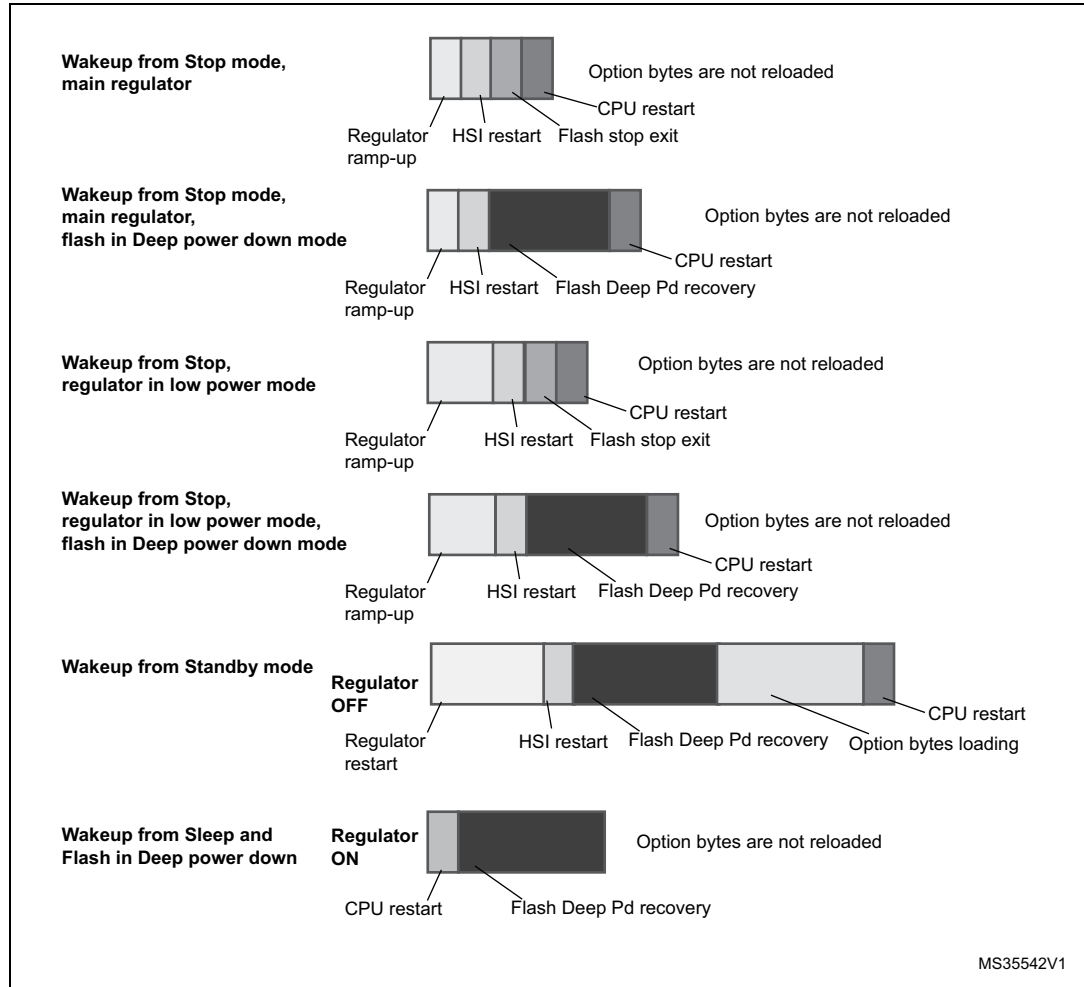 Wakeup from Stop mode,
main regulator
Option bytes are not reloaded
CPU restart
Regulator
ramp-up
HSI restart
Flash stop exit
Wakeup from Stop mode,
main regulator,
flash in Deep power down mode
Option bytes are not reloaded
CPU restart
Regulator
ramp-up
HSI restart
Flash Deep Pd recovery
Wakeup from Stop,
regulator in low power mode
Option bytes are not reloaded
CPU restart
Regulator
ramp-up
HSI restart
Flash stop exit
Wakeup from Stop,
regulator in low power mode,
flash in Deep power down mode
Option bytes are not reloaded
CPU restart
Regulator
ramp-up
HSI restart
Flash Deep Pd recovery
Wakeup from Standby mode
Regulator
OFF
CPU restart
Regulator
restart
HSI restart
Flash Deep Pd recovery
Option bytes loading
Wakeup from Sleep and
Flash in Deep power down
Regulator
ON
Option bytes are not reloaded
CPU restart
Flash Deep Pd recovery
MS35542V1